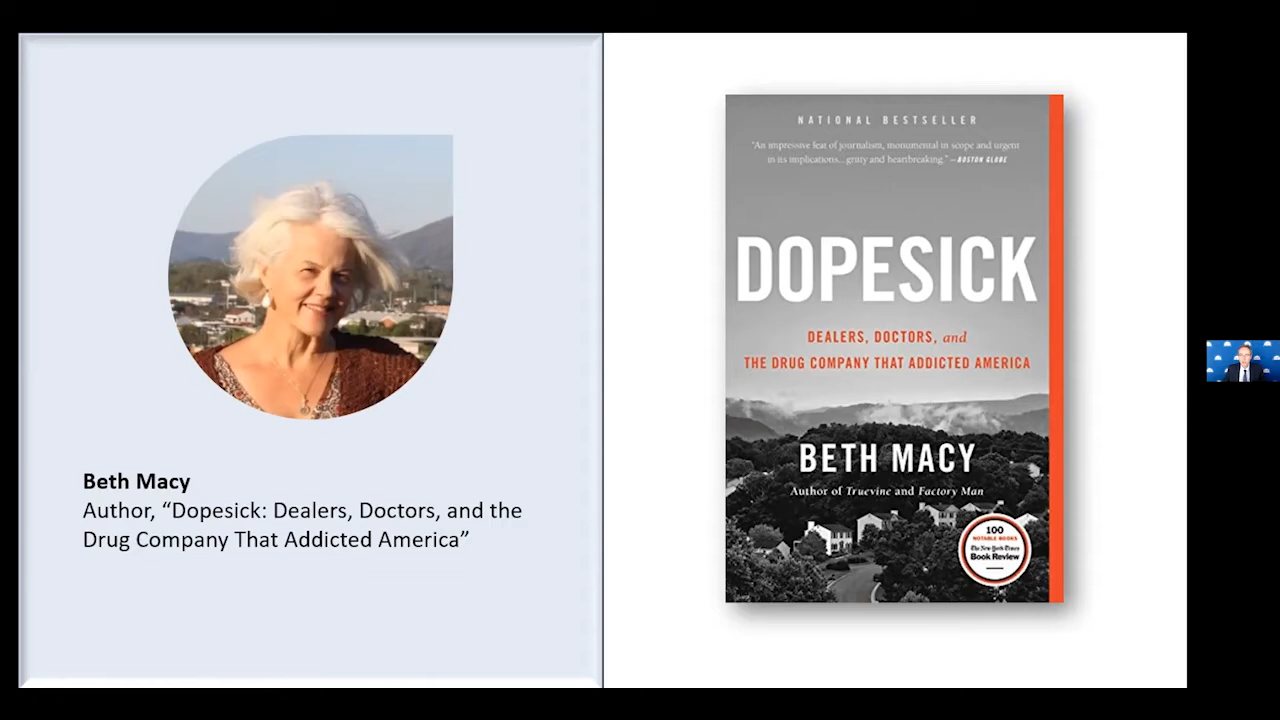 Beth Macy
Author, “Dopesick: Dealers, Doctors, and the
Drug Company That Addicted America”
NATIONAL BESTSELLER
"An impressive feat of journalism, monumental in scope and urgent
in its implications...gritty and heartbreaking." —BOSTON GLOBE
DOPESICK
DEALERS, DOCTORS, and
THE DRUG COMPANY THAT ADDICTED AMERICA
BETH MACY
Author of Truevine and Factory Man
100
NOTABLE BOOKS
The New York Times
Book Review